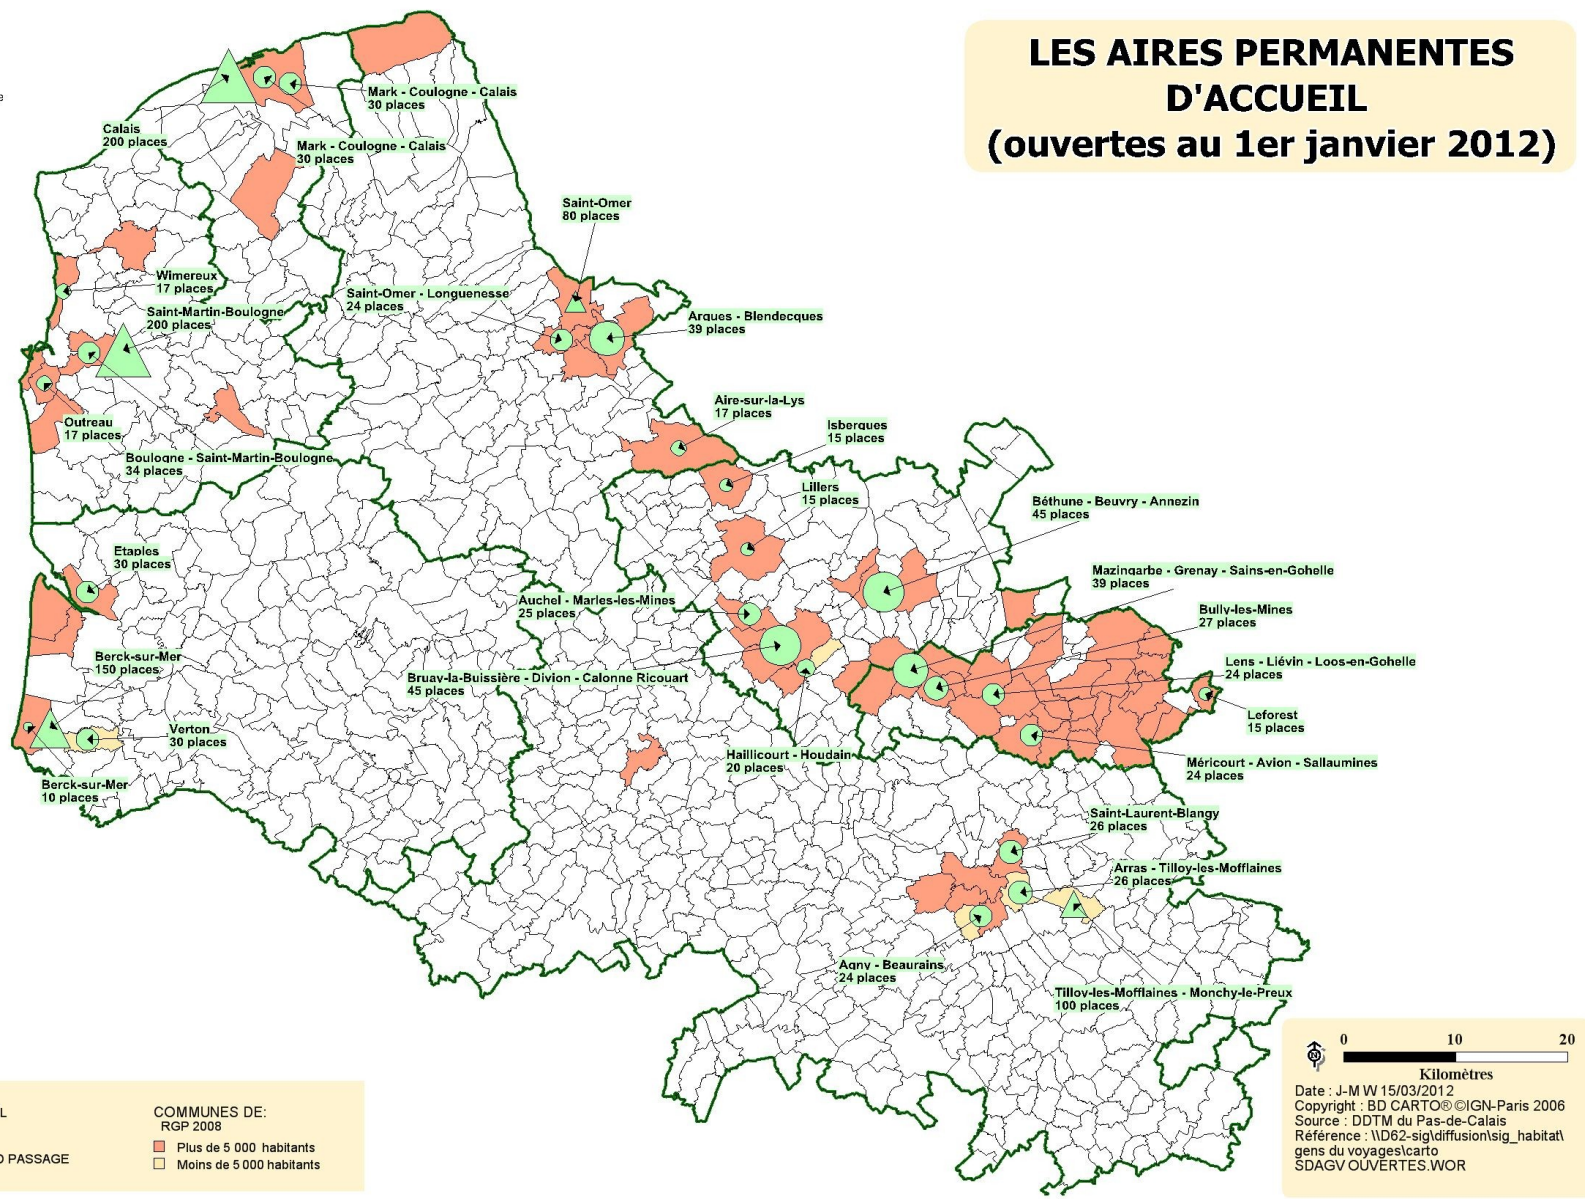 LES AIRES PERMANENTES
D'ACCUEIL
(ouvertes au 1er janvier 2012)
e
Mark - Coulogne - Calais
30 places
Calais
200 places
Mark - Coulogne - Calais
30 places
Saint-Omer
80 places
Wimereux
17 places
Saint-Omer - Longuenesse
24 places
Saint-Martin-Boulogne
200 places
Arques - Blendecques
39 places
Aire-sur-la-Lys
17 places
Outreau
17 places
Isbergues
15 places
Boulogne - Saint-Martin-Boulogne
34 places
Lillers
15 places
Béthune - Beuvry - Annezin
45 places
Etaples
30 places
Mazingarbe - Grenay - Sains-en-Gohelle
39 places
Auchel - Marles-les-Mines
25 places
Bully-les-Mines
27 places
Berck-sur-Mer
150 places
Lens - Liévin - Loos-en-Gohelle
24 places
Bruay-la-Buissière - Divion - Calonne Ricouart
45 places
Leforest
15 places
Verton
30 places
Haillicourt - Houdain
20 places
Méricourt - Avion - Sallaumines
24 places
Berck-sur-Mer
10 places
Saint-Laurent-Blangy
26 places
Arras - Tilloy-les-Mofflaines
26 places
Agny - Beaurains
24 places
Tilloy-les-Mofflaines - Monchy-le-Preux
100 places
0 10 20
N
Kilomètres
Date : J-M W 15/03/2012
Copyright : BD CARTO® ©IGN-Paris 2006
Source : DDTM du Pas-de-Calais
Référence : \\D62-sig\diffusion\sig_habitat\
gens du voyages\carto
SDAGV OUVERTES.WOR
L
D PASSAGE
COMMUNES DE:
RGP 2008
Plus de 5 000 habitants
Moins de 5 000 habitants